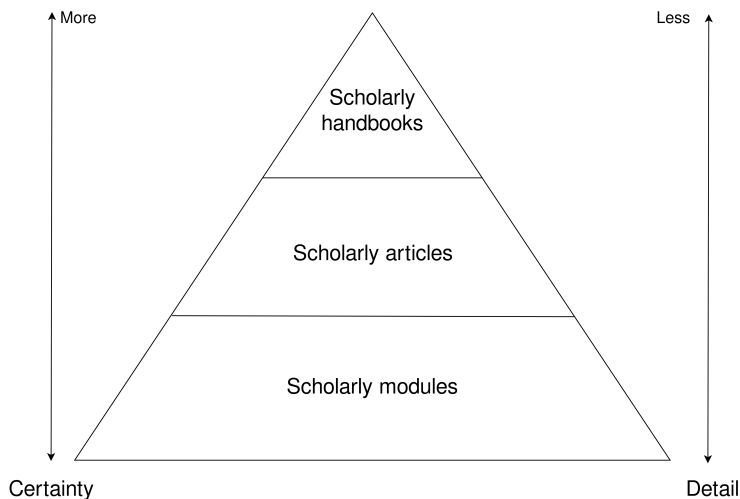 More
Less
Scholarly
handbooks
Scholarly articles
Scholarly modules
Certainty
Detail